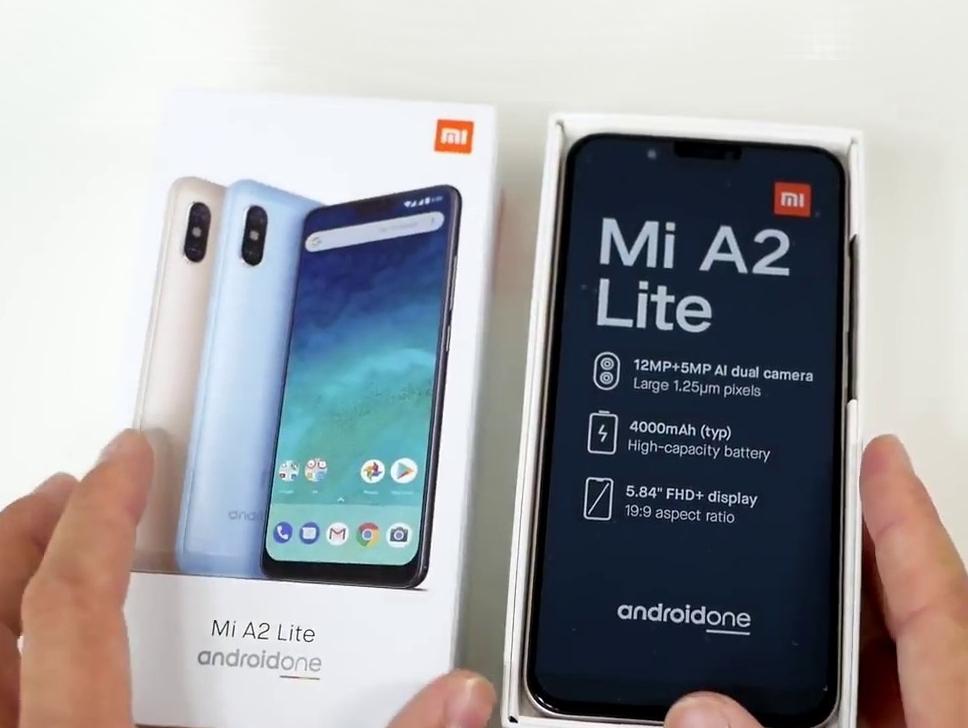 mi
Mi A2 Lite
androidone
mi
Mi A2
Lite
12MP+5MP AI dual camera
Large 1.25μm pixels
4000mAh (typ)
High-capacity battery
5.84" FHD+ display
19:9 aspect ratio
androidone